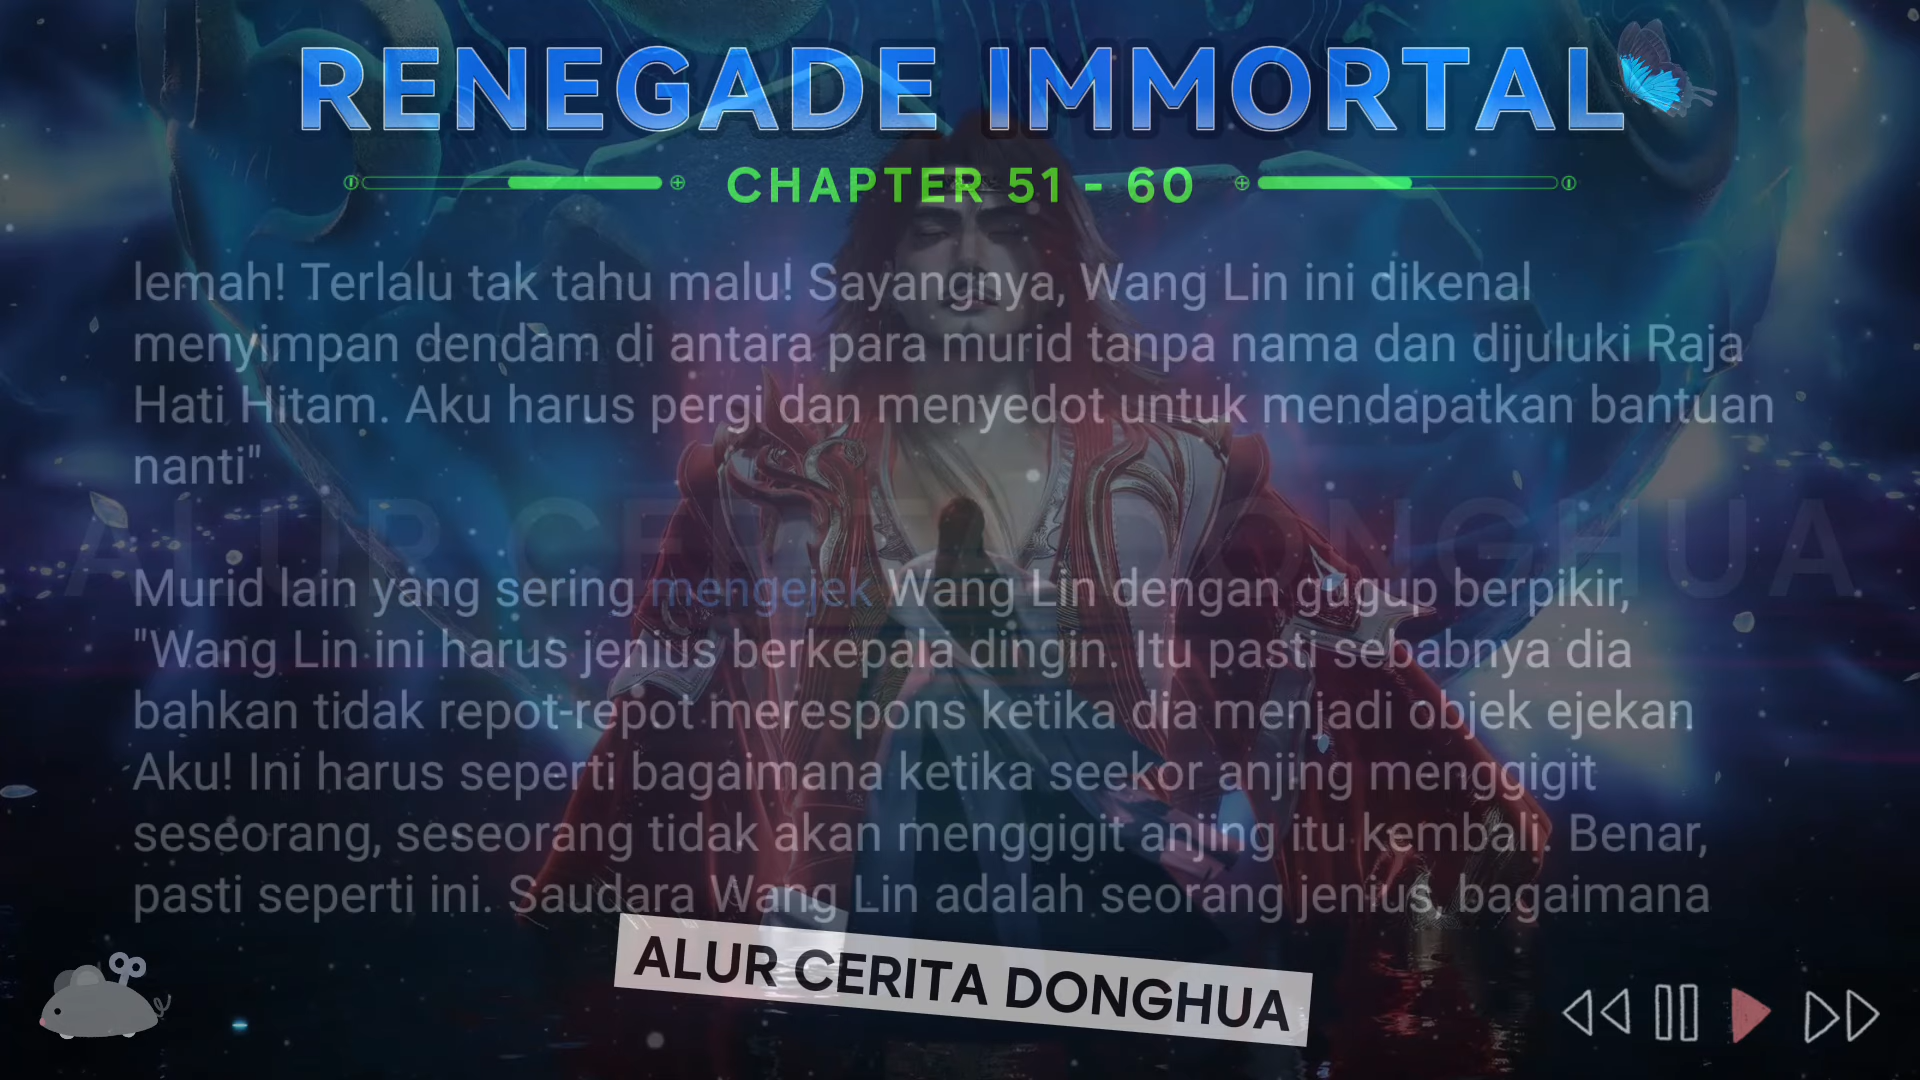 RENEGADE IMMORTAL
CHAPTER 51 - 60
lemah! Terlalu tak tahu malu! Sayangnya, Wang Lin ini dikenal
menyimpan dendam di antara para murid tanpa nama dan dijuluki Raja
Hati Hitam. Aku harus pergi dan menyedot untuk mendapatkan bantuan
nanti"
ALUR CERITA DONGHUA
Murid lain yang sering mengejek Wang Lin dengan gugup berpikir,
"Wang Lin ini harus jenius berkepala dingin. Itu pasti sebabnya dia
bahkan tidak repot-repot merespons ketika dia menjadi objek ejekan.
Aku! Ini harus seperti bagaimana ketika seekor anjing menggigit
seseorang, seseorang tidak akan menggigit anjing itu kembali. Benar,
pasti seperti ini. Saudara Wang Lin adalah seorang jenius, bagaimana
ALUR CERITA DONGHUA